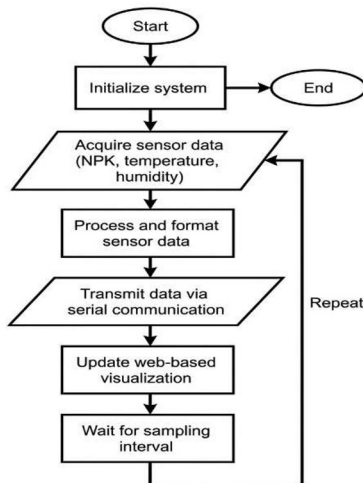 Start
Initialize system
End
Acquire sensor data
(NPK, temperature,
humidity)
Process and format
sensor data
Transmit data via
serial communication
Repeat
Update web-based
visualization
Wait for sampling
interval